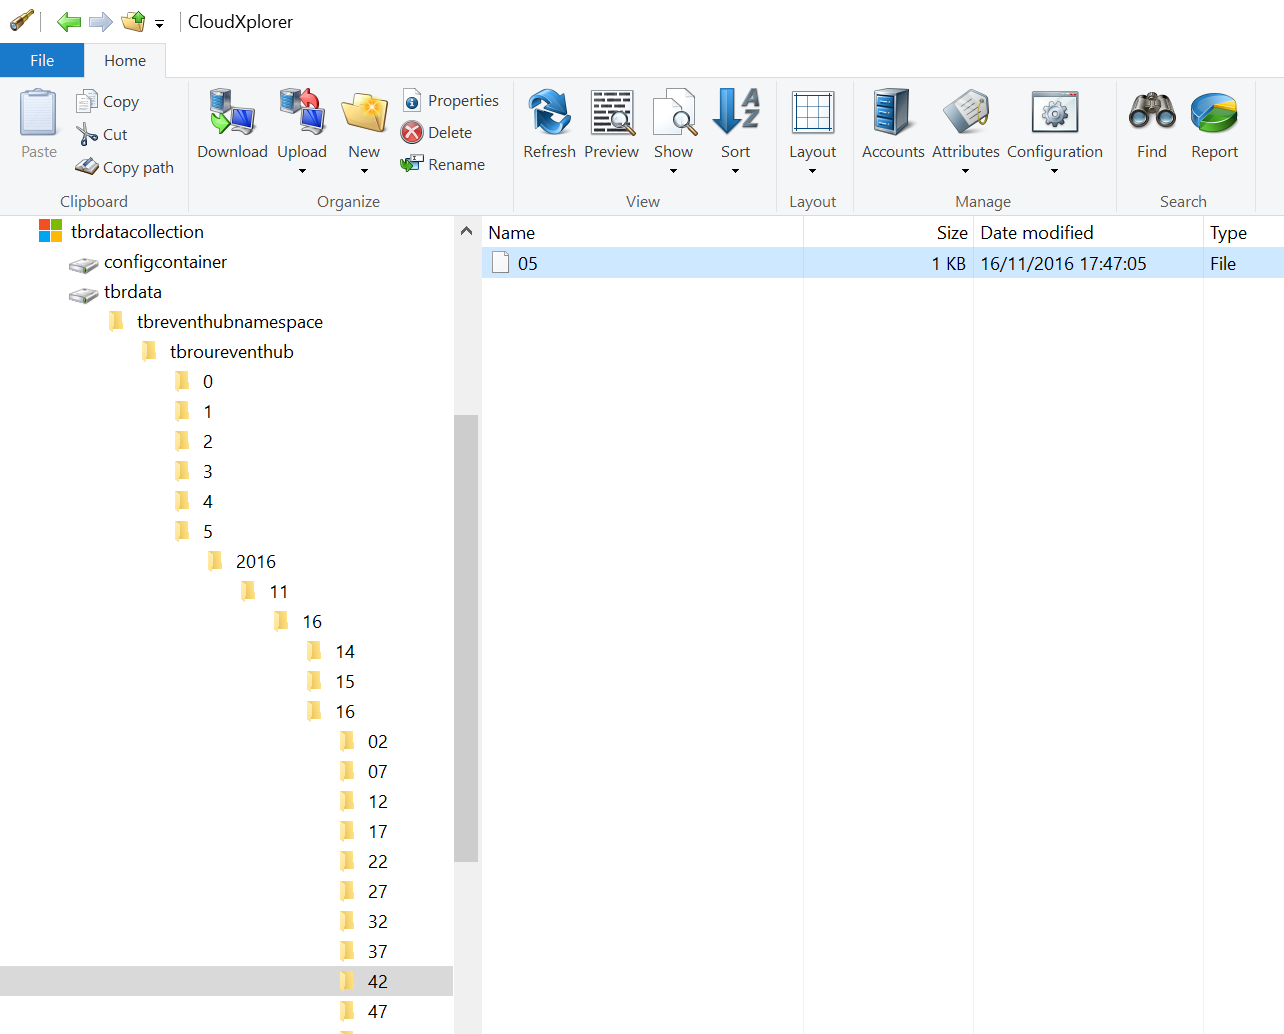 CloudXplorer
File Home
Paste
Copy
Cut
Copy path
Clipboard
Download Upload New
Properties
Delete
Rename
Organize
Refresh Preview Show Sort
View
Layout
Layout
Accounts Attributes Configuration
Manage
Find Report
Search
tbrdatacollection
configcontainer
tbrdata
tbreventhubnamespace
tbroureventhub
0
1
2
3
4
5
2016
11
16
14
15
16
02
07
12
17
22
27
32
37
42
47
Name Size Date modified Type
05 1 KB 16/11/2016 17:47:05 File